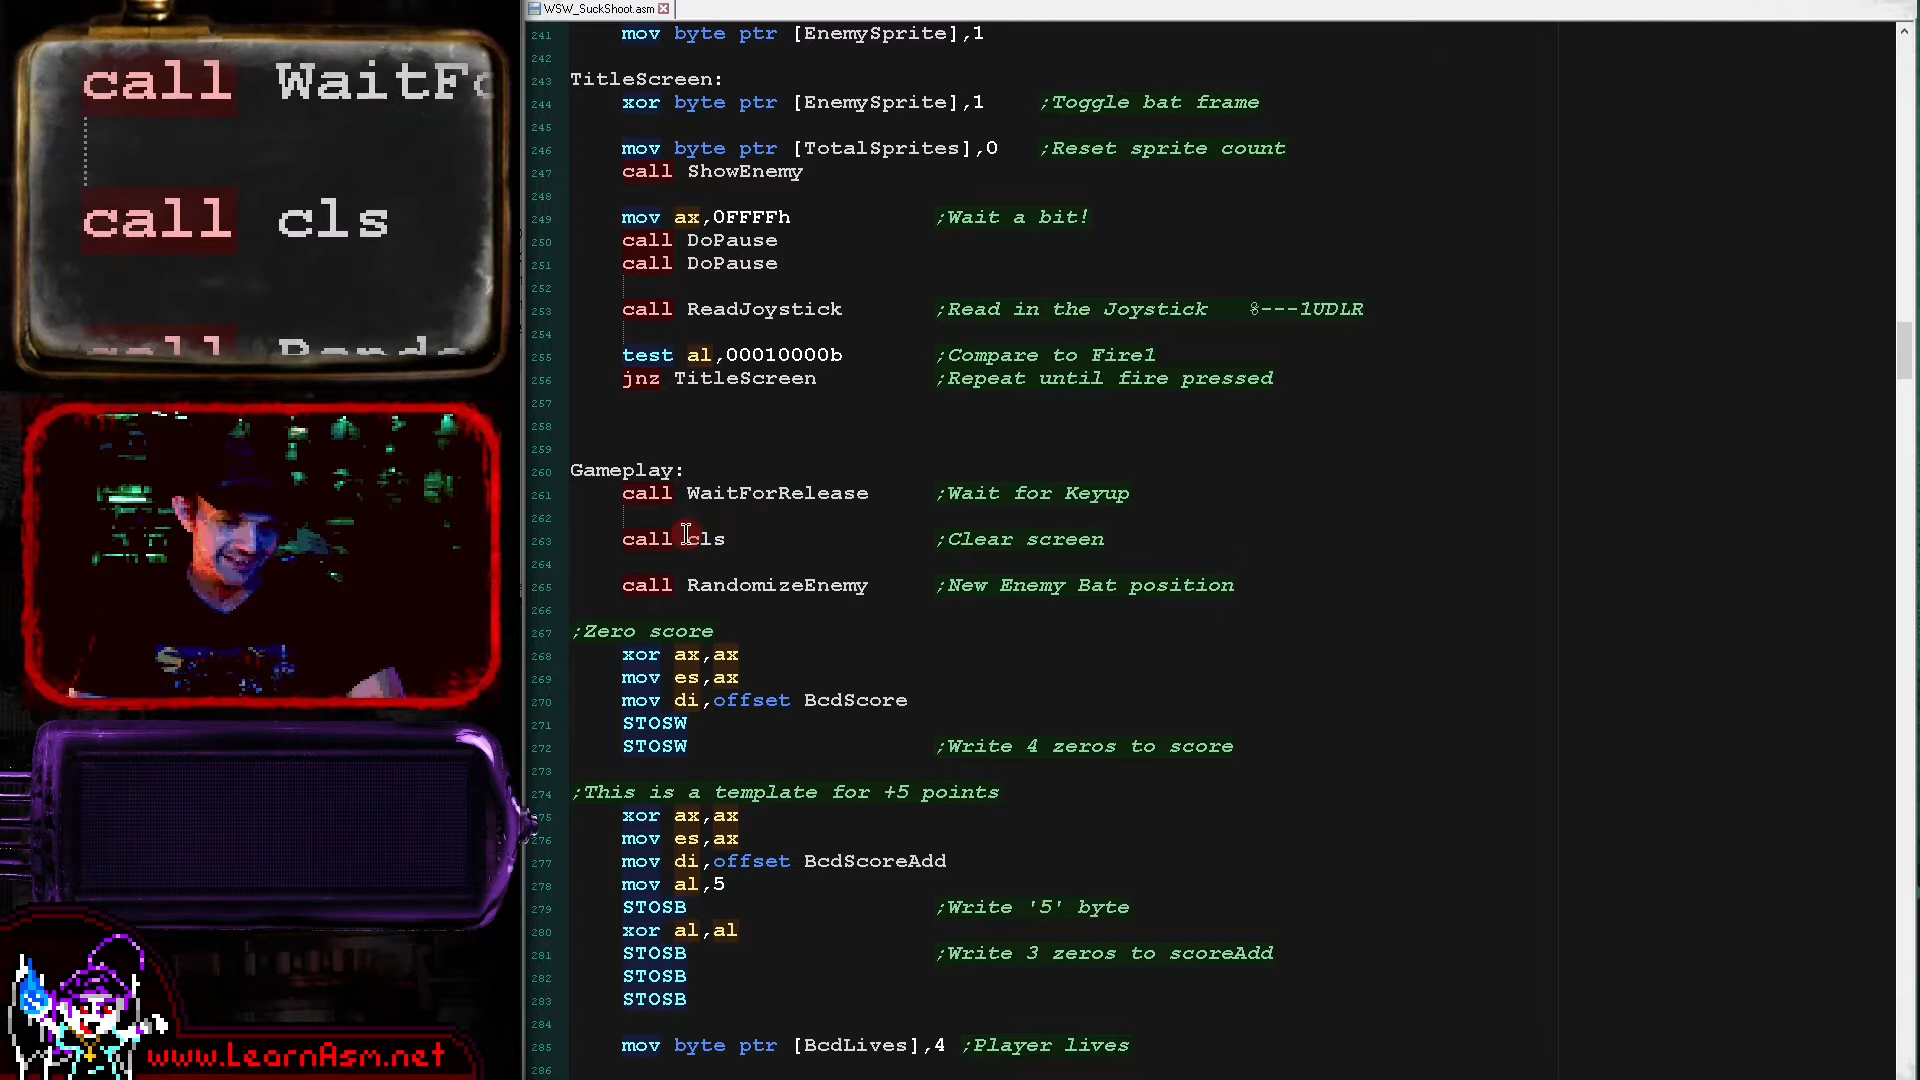 WSW_SuckShoot.asm
call WaitFo
call cls
call Rando
241 mov byte ptr [EnemySprite],1
242
243 TitleScreen:
244 xor byte ptr [EnemySprite],1 ;Toggle bat frame
245
246 mov byte ptr [TotalSprites],0 ;Reset sprite count
247 call ShowEnemy
248
249 mov ax,0FFFFh ;Wait a bit!
250 call DoPause
251 call DoPause
252
253 call ReadJoystick ;Read in the Joystick %---1UDLR
254
255 test al,00010000b ;Compare to Fire1
256 jnz TitleScreen ;Repeat until fire pressed
257
258
259
260 Gameplay:
261 call WaitForRelease ;Wait for Keyup
262
263 call cls ;Clear screen
264
265 call RandomizeEnemy ;New Enemy Bat position
266
267 ;Zero score
268 xor ax,ax
269 mov es,ax
270 mov di,offset BcdScore
271 STOSW
272 STOSW ;Write 4 zeros to score
273
274 ;This is a template for +5 points
275 xor ax,ax
276 mov es,ax
277 mov di,offset BcdScoreAdd
278 mov al,5
279 STOSB ;Write '5' byte
280 xor al,al
281 STOSB ;Write 3 zeros to scoreAdd
282 STOSB
283 STOSB
284
285 mov byte ptr [BcdLives],4 ;Player lives
286
www.LearnAsm.net